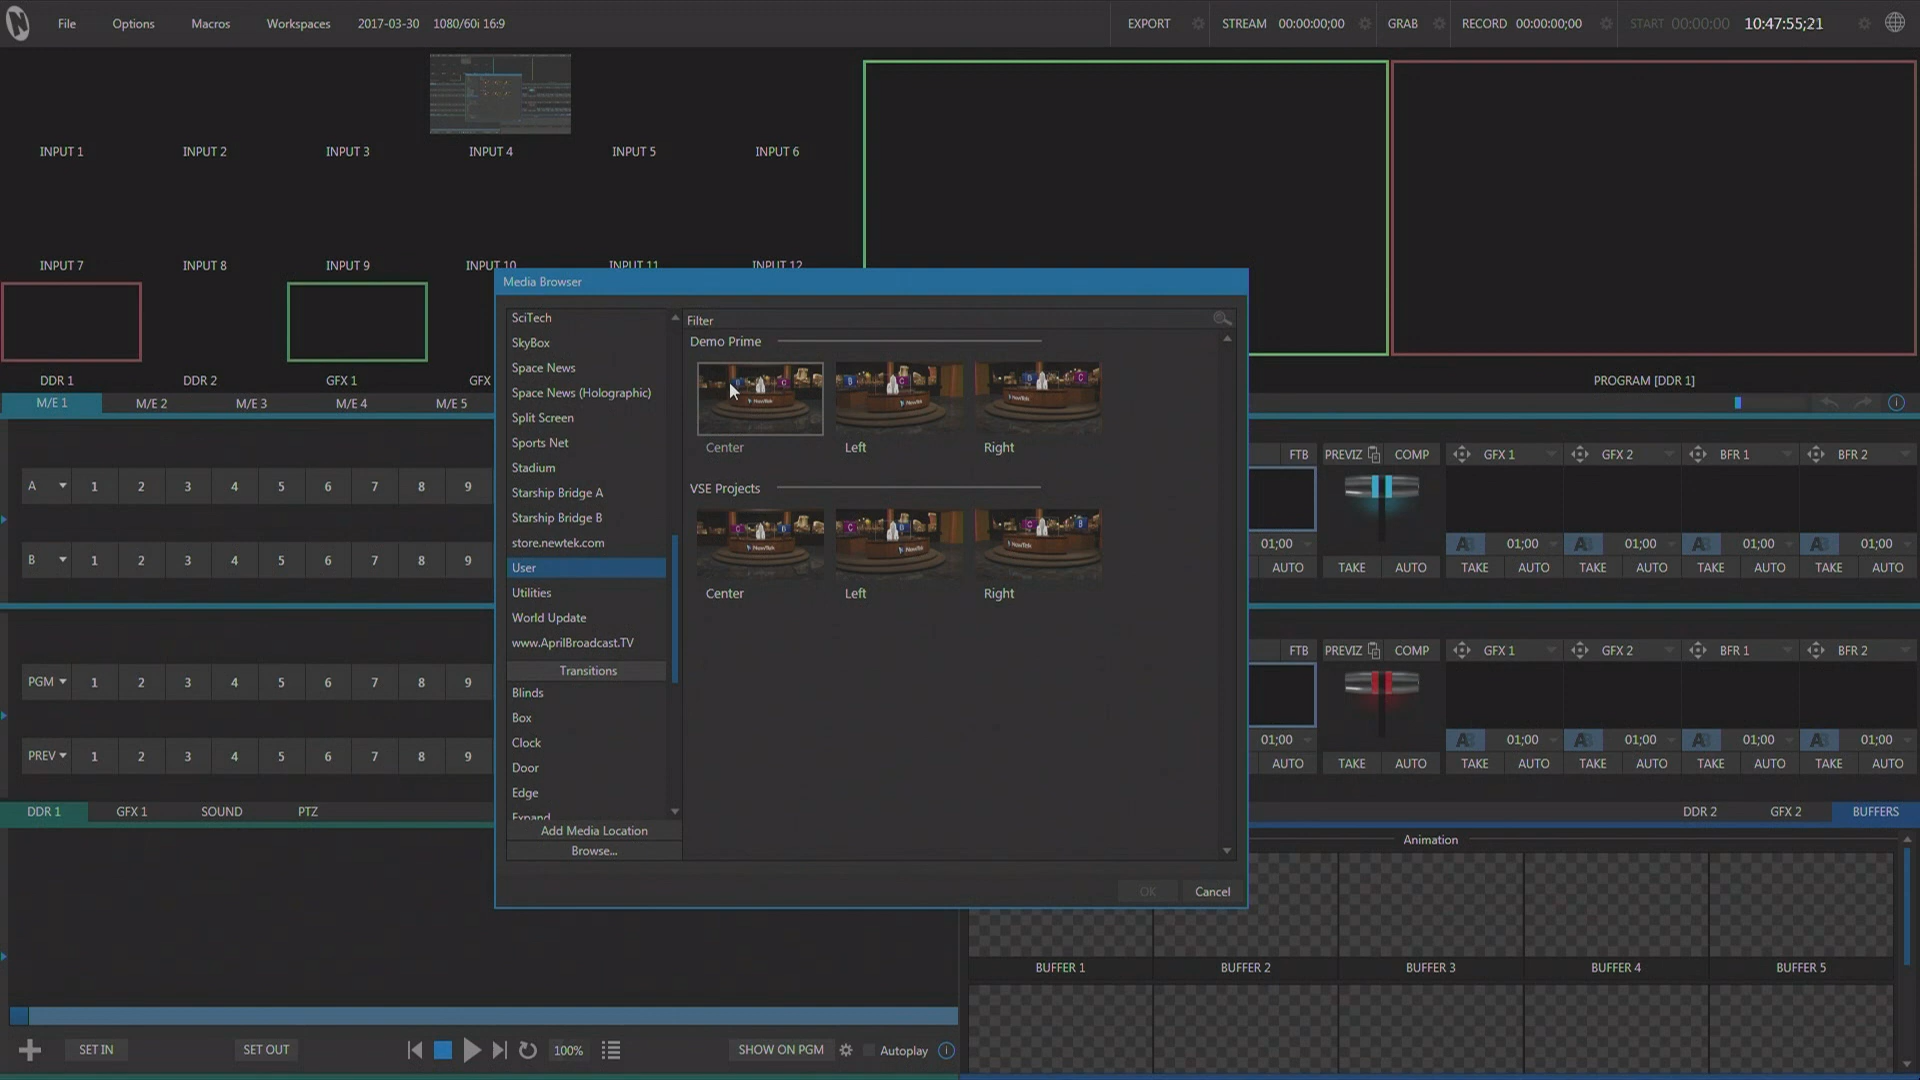 File Options Macros Workspaces 2017-03-30 1080/60i 16:9 EXPORT STREAM 00:00:00;00 GRAB RECORD 00:00:00;00 START 00:00:00 10:47:55;21
INPUT 1 INPUT 2 INPUT 3 INPUT 4 INPUT 5 INPUT 6
INPUT 7 INPUT 8 INPUT 9 INPUT 10 INPUT 11 INPUT 12
DDR 1 DDR 2 GFX 1 GFX PROGRAM [DDR 1]
M/E 1 M/E 2 M/E 3 M/E 4 M/E 5
Media Browser
SciTech
SkyBox
Space News
Space News (Holographic)
Split Screen
Sports Net
Stadium
Starship Bridge A
Starship Bridge B
store.newtek.com
User
Utilities
World Update
www.AprilBroadcast.TV
Transitions
Blinds
Box
Clock
Door
Edge
Expand
Add Media Location
Browse...
Filter
Demo Prime
Center Left Right
VSE Projects
Center Left Right
OK Cancel
A 1 2 3 4 5 6 7 8 9
B 1 2 3 4 5 6 7 8 9
FTB PREVIZ COMP GFX 1 GFX 2 BFR 1 BFR 2
01;00 AB 01;00 AB 01;00 AB 01;00 AB 01;00
AUTO TAKE AUTO TAKE AUTO TAKE AUTO TAKE AUTO TAKE AUTO
PGM 1 2 3 4 5 6 7 8 9
PREV 1 2 3 4 5 6 7 8 9
FTB PREVIZ COMP GFX 1 GFX 2 BFR 1 BFR 2
01;00 AB 01;00 AB 01;00 AB 01;00 AB 01;00
AUTO TAKE AUTO TAKE AUTO TAKE AUTO TAKE AUTO TAKE AUTO
DDR 1 GFX 1 SOUND PTZ DDR 2 GFX 2 BUFFERS
Animation
BUFFER 1 BUFFER 2 BUFFER 3 BUFFER 4 BUFFER 5
SET IN SET OUT 100% SHOW ON PGM Autoplay